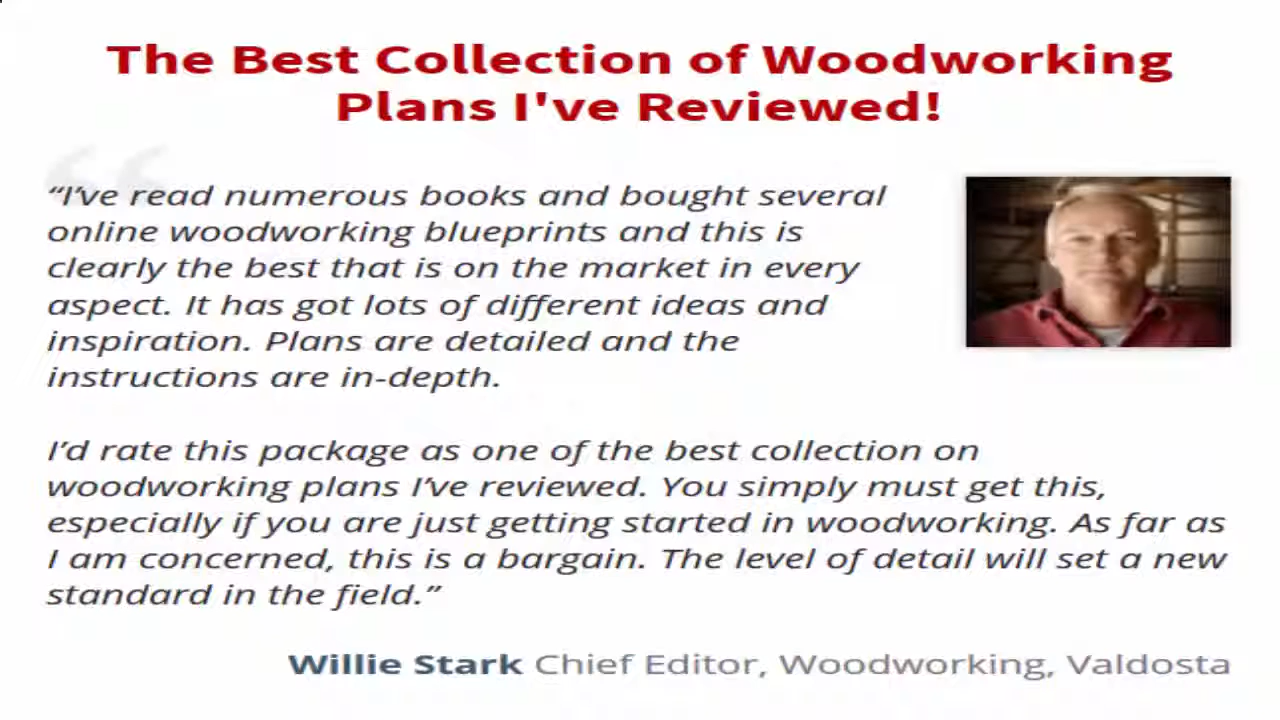 The Best Collection of Woodworking
Plans I've Reviewed!
“I’ve read numerous books and bought several
online woodworking blueprints and this is
clearly the best that is on the market in every
aspect. It has got lots of different ideas and
inspiration. Plans are detailed and the
instructions are in-depth.
I’d rate this package as one of the best collection on
woodworking plans I’ve reviewed. You simply must get this,
especially if you are just getting started in woodworking. As far as
I am concerned, this is a bargain. The level of detail will set a new
standard in the field.”
Willie Stark Chief Editor, Woodworking, Valdosta